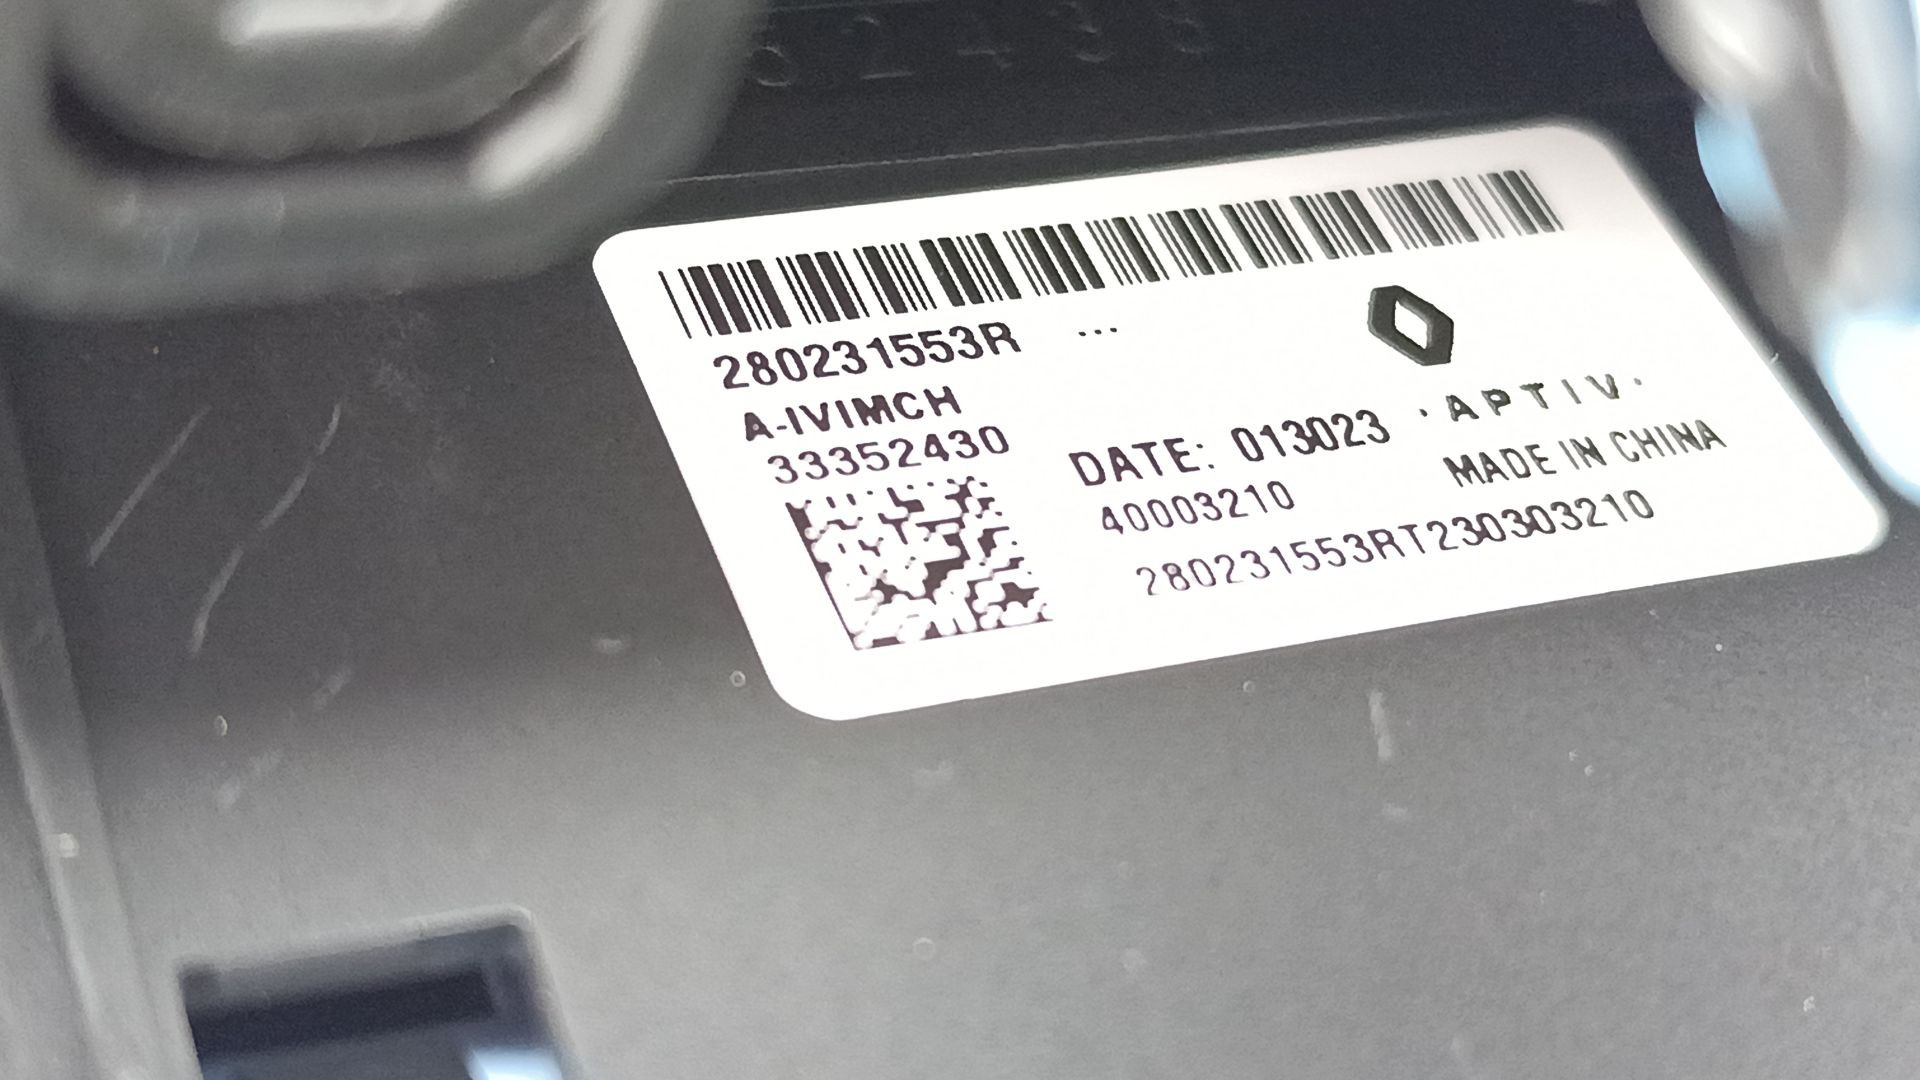 280231553R ...
A-IVIMCH
33352430
DATE: 013023
40003210
·APTIV·
MADE IN CHINA
280231553RT230303210